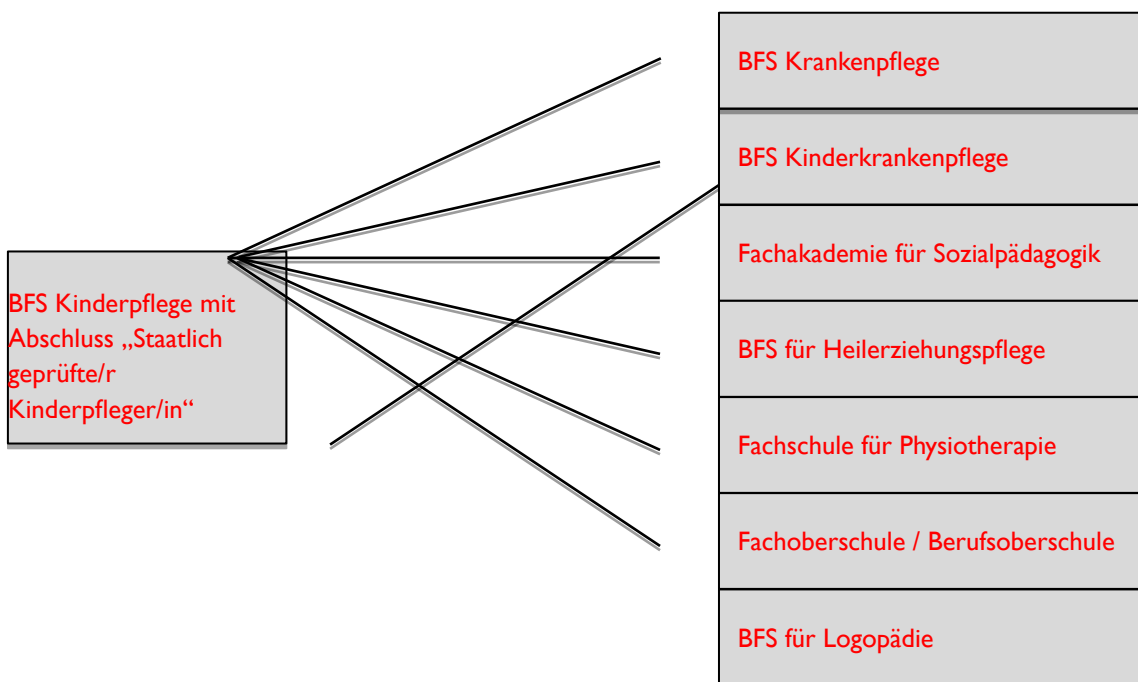 BFS Kinderpflege mit
Abschluss „Staatlich
geprüfte/r
Kinderpfleger/in“
BFS Krankenpflege
BFS Kinderkrankenpflege
Fachakademie für Sozialpädagogik
BFS für Heilerziehungspflege
Fachschule für Physiotherapie
Fachoberschule / Berufsoberschule
BFS für Logopädie